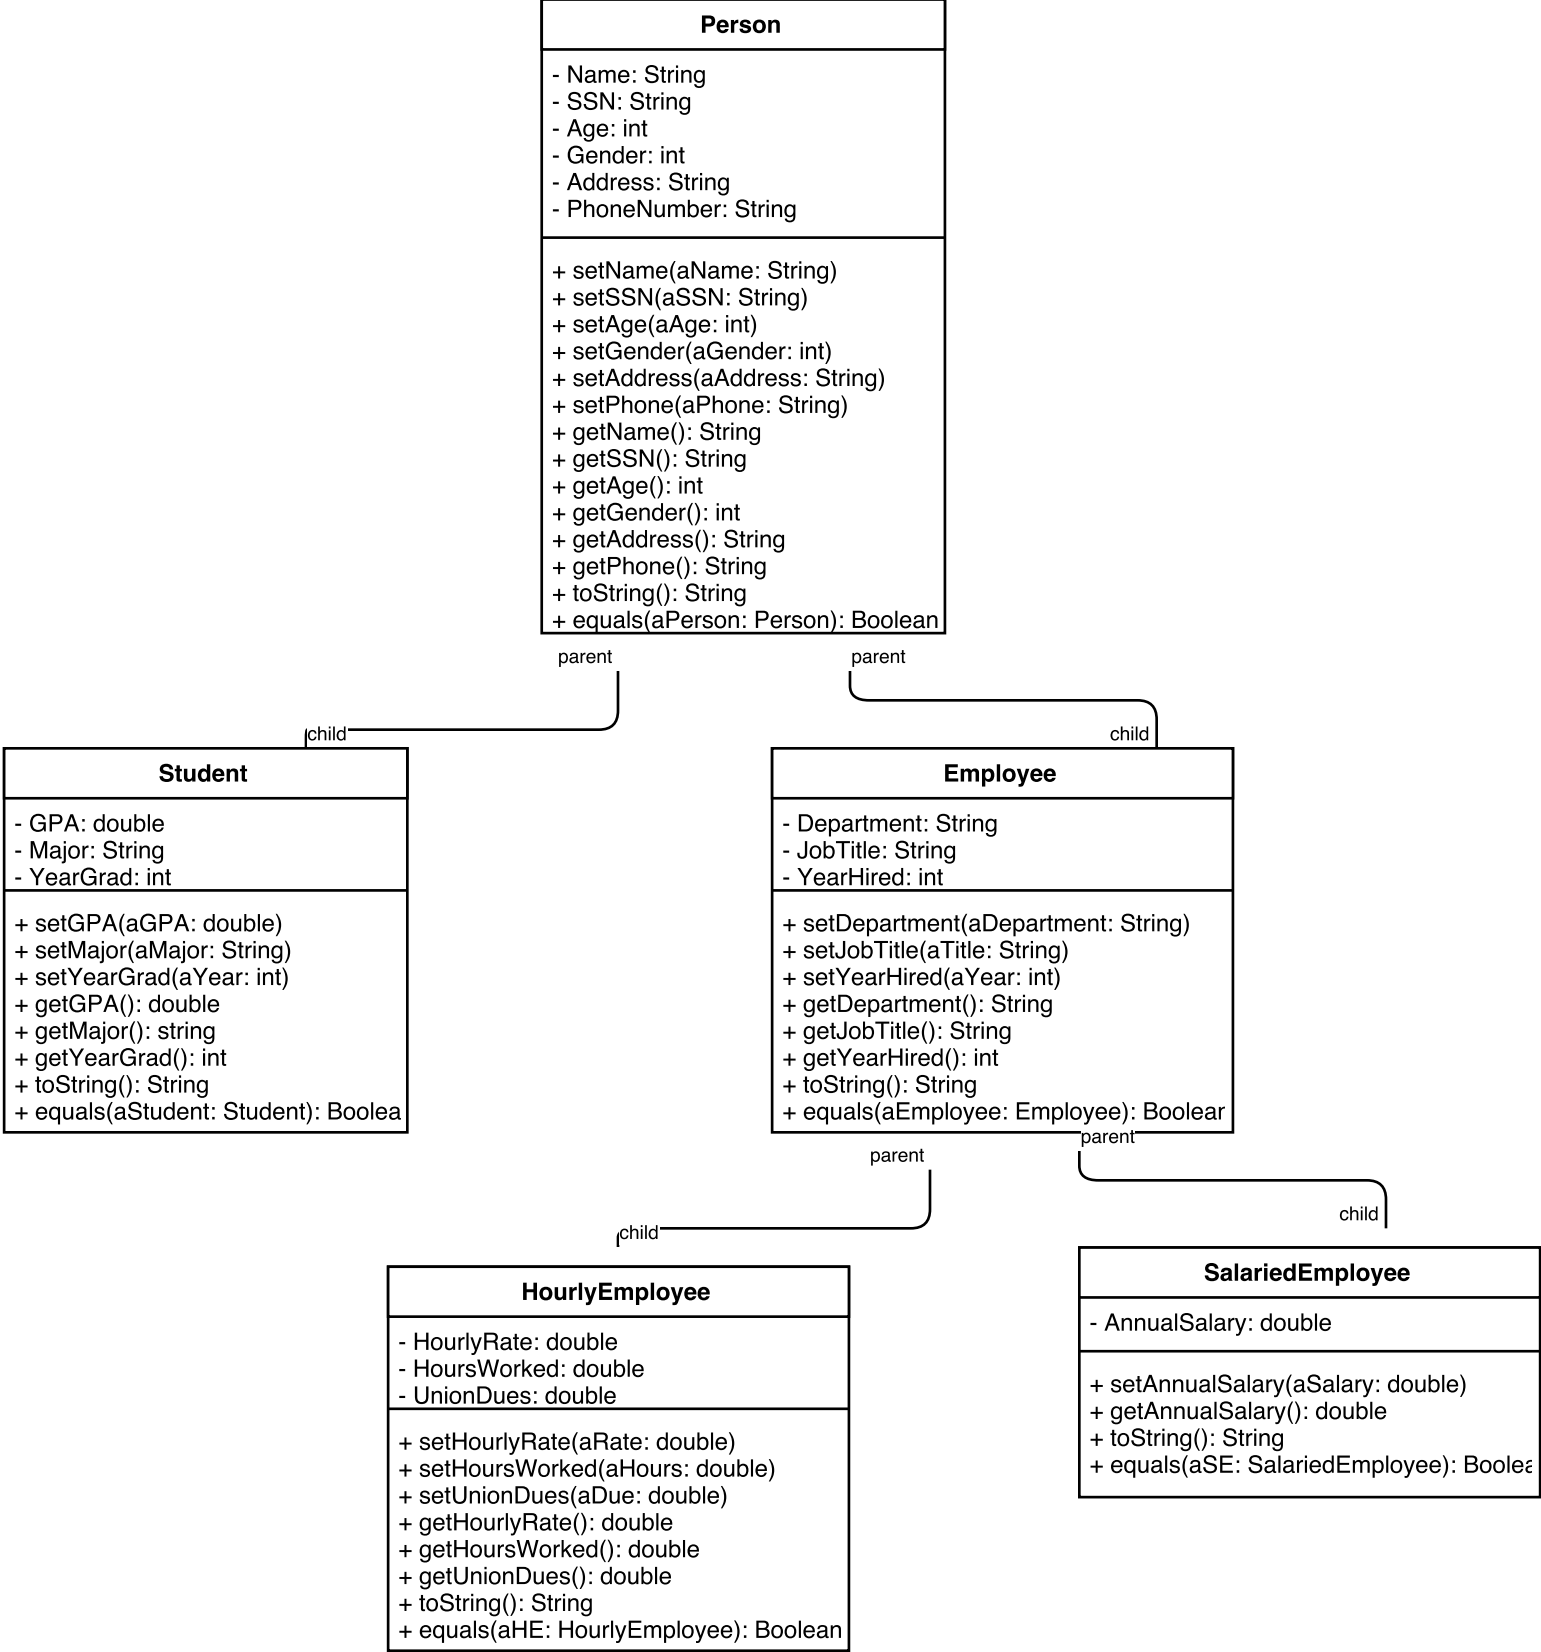 Person
- Name: String
- SSN: String
- Age: int
- Gender: int
- Address: String
- PhoneNumber: String
+ setName(aName: String)
+ setSSN(aSSN: String)
+ setAge(aAge: int)
+ setGender(aGender: int)
+ setAddress(aAddress: String)
+ setPhone(aPhone: String)
+ getName(): String
+ getSSN(): String
+ getAge(): int
+ getGender(): int
+ getAddress(): String
+ getPhone(): String
+ toString(): String
+ equals(aPerson: Person): Boolean
parent
parent
child
child
Student
- GPA: double
- Major: String
- YearGrad: int
+ setGPA(aGPA: double)
+ setMajor(aMajor: String)
+ setYearGrad(aYear: int)
+ getGPA(): double
+ getMajor(): string
+ getYearGrad(): int
+ toString(): String
+ equals(aStudent: Student): Boolea
Employee
- Department: String
- JobTitle: String
- YearHired: int
+ setDepartment(aDepartment: String)
+ setJobTitle(aTitle: String)
+ setYearHired(aYear: int)
+ getDepartment(): String
+ getJobTitle(): String
+ getYearHired(): int
+ toString(): String
+ equals(aEmployee: Employee): Boolear
parent
parent
child
child
HourlyEmployee
- HourlyRate: double
- HoursWorked: double
- UnionDues: double
+ setHourlyRate(aRate: double)
+ setHoursWorked(aHours: double)
+ setUnionDues(aDue: double)
+ getHourlyRate(): double
+ getHoursWorked(): double
+ getUnionDues(): double
+ toString(): String
+ equals(aHE: HourlyEmployee): Boolean
SalariedEmployee
- AnnualSalary: double
+ setAnnualSalary(aSalary: double)
+ getAnnualSalary(): double
+ toString(): String
+ equals(aSE: SalariedEmployee): Boolea